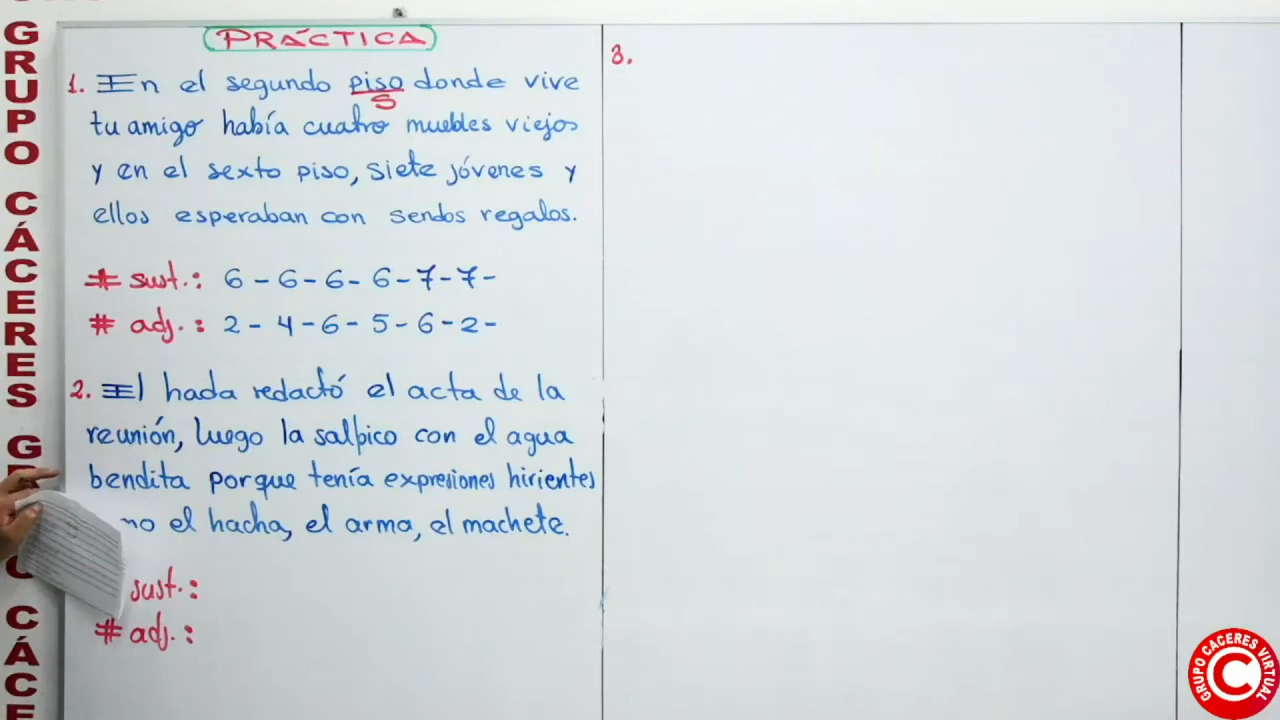 GRUPO CÁCERES GRUPO CÁCERES
PRÁCTICA
1. En el segundo piso donde vive
S
tu amigo había cuatro muebles viejos
y en el sexto piso, siete jóvenes y
ellos esperaban con sendos regalos.
# sust.: 6 - 6 - 6 - 6 - 7 - 7 -
# adj.: 2 - 4 - 6 - 5 - 6 - 2 -
2. El hada redactó el acta de la
reunión, luego la salpico con el agua
bendita porque tenía expresiones hirientes
el hacha, el arma, el machete.
sust.:
# adj.:
3.
GRUPO CACERES VIRTUAL
C